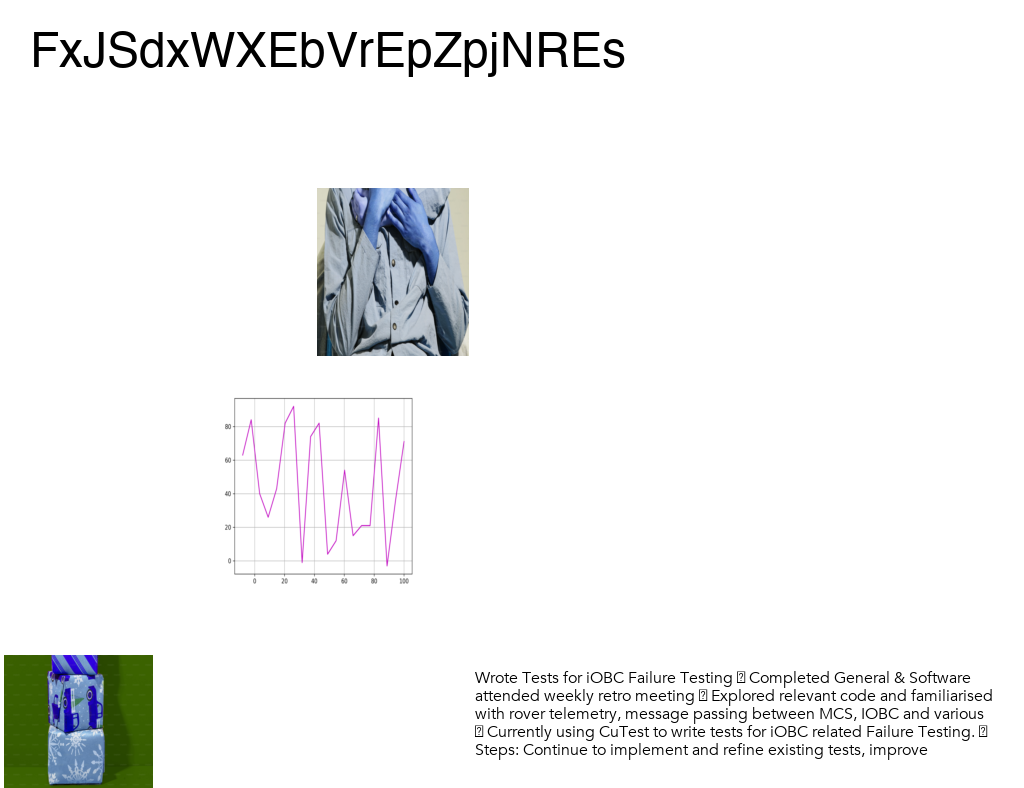 FxJSdxWXEbVrEpZpjNREs
80
60
40
20
0
0 20 40 60 80 100
Wrote Tests for iOBC Failure Testing ⍰ Completed General & Software
attended weekly retro meeting ⍰ Explored relevant code and familiarised
with rover telemetry, message passing between MCS, IOBC and various
⍰ Currently using CuTest to write tests for iOBC related Failure Testing. ⍰
Steps: Continue to implement and refine existing tests, improve